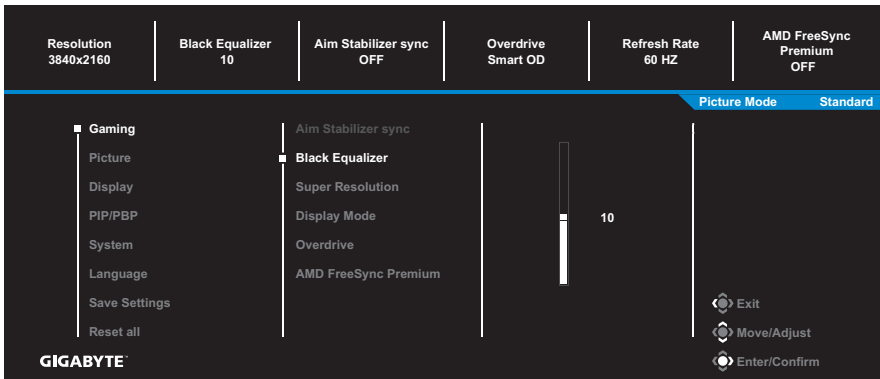 Resolution
3840x2160
Black Equalizer
10
Aim Stabilizer sync
OFF
Overdrive
Smart OD
Refresh Rate
60 HZ
AMD FreeSync
Premium
OFF
Picture Mode Standard
Gaming
Picture
Display
PIP/PBP
System
Language
Save Settings
Reset all
Aim Stabilizer sync
Black Equalizer
Super Resolution
Display Mode
Overdrive
AMD FreeSync Premium
10
Exit
Move/Adjust
Enter/Confirm
GIGABYTE™